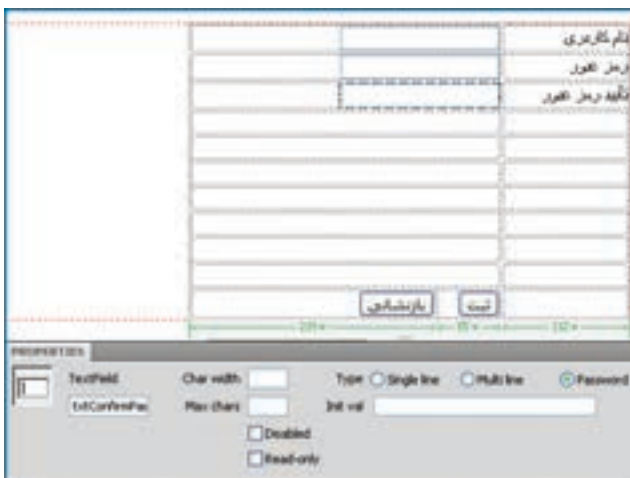 نام کاربری
رمز عبور
تأیید رمز عبور
ثبت بازنشانی
PROPERTIES
TextField Char width Type Single line Multi line Password
txtConfirmPas Max chars Init val
Disabled
Read-only